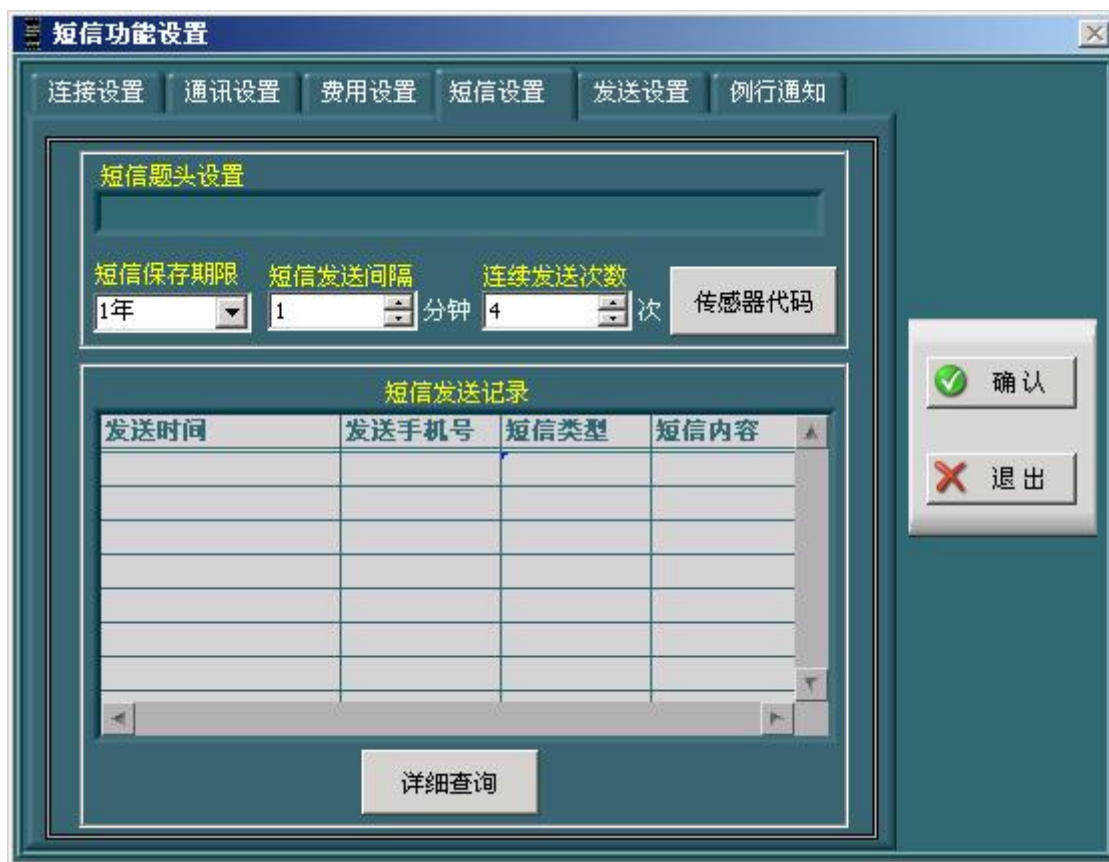 短信功能设置
连接设置 通讯设置 费用设置 短信设置 发送设置 例行通知
短信题头设置
短信保存期限 短信发送间隔 连续发送次数
1年 1 分钟 4 次 传感器代码
确认
短信发送记录
发送时间 发送手机号 短信类型 短信内容
退出
详细查询